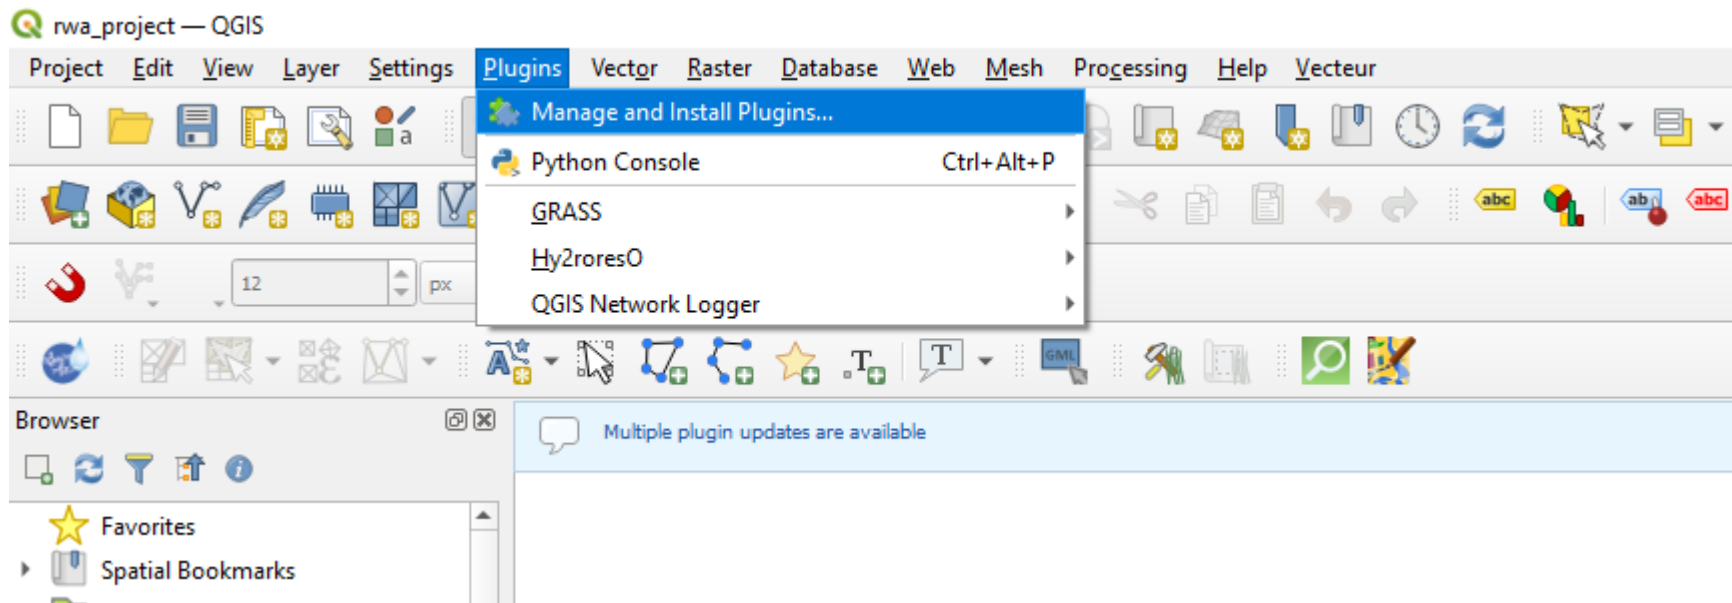 rwa_project — QGIS
Project Edit View Layer Settings Plugins Vector Raster Database Web Mesh Processing Help Vecteur
Manage and Install Plugins...
a
Python Console Ctrl+Alt+P
GRASS
abc ab abc
Hy2roresO
12 px
QGIS Network Logger
A T T GML
Browser
Multiple plugin updates are available
Favorites
Spatial Bookmarks